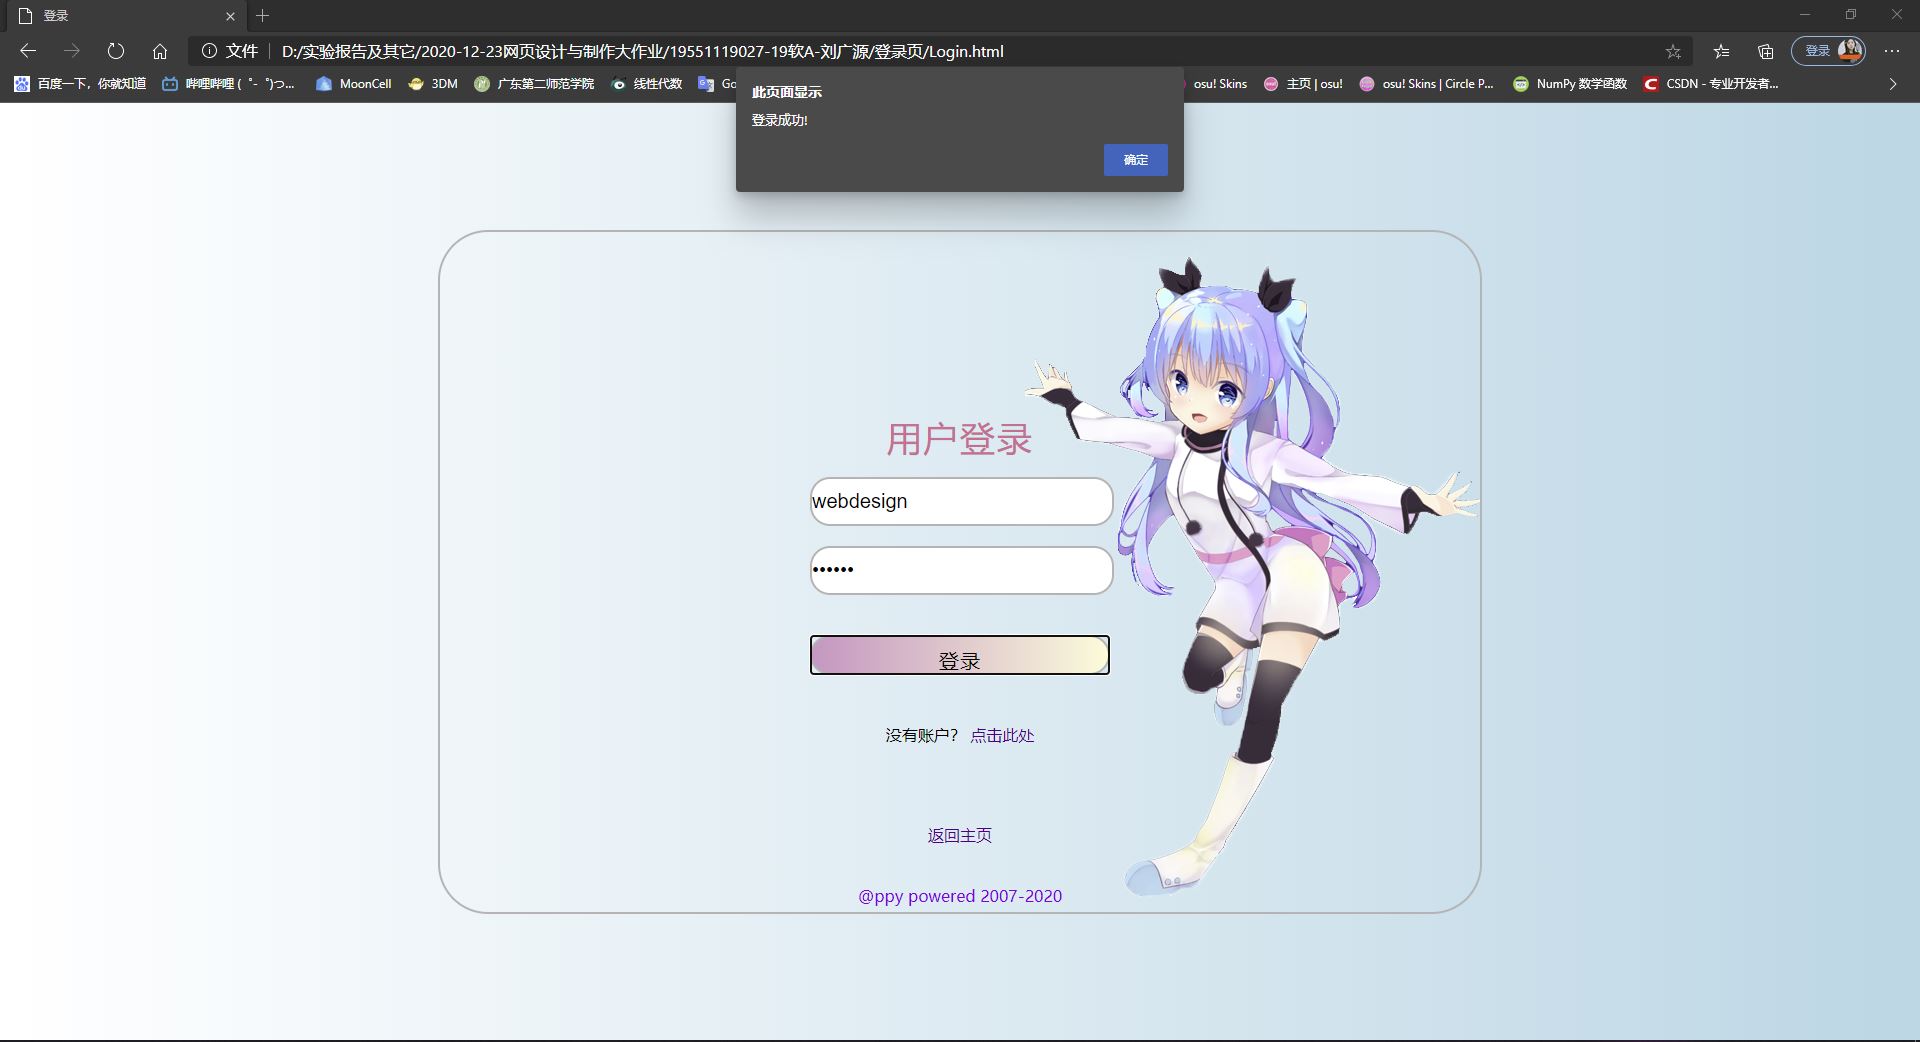 登录
文件 D:/实验报告及其它/2020-12-23网页设计与制作大作业/19551119027-19软A-刘广源/登录页/Login.html
登录
百度一下，你就知道 哔哩哔哩 (゜-゜)つ... MoonCell 3DM 广东第二师范学院 线性代数 Go osu! Skins 主页 | osu! osu! Skins | Circle P... NumPy 数学函数 CSDN - 专业开发者...
此页面显示
登录成功!
确定
用户登录
webdesign
••••••
登录
没有账户？ 点击此处
返回主页
@ppy powered 2007-2020